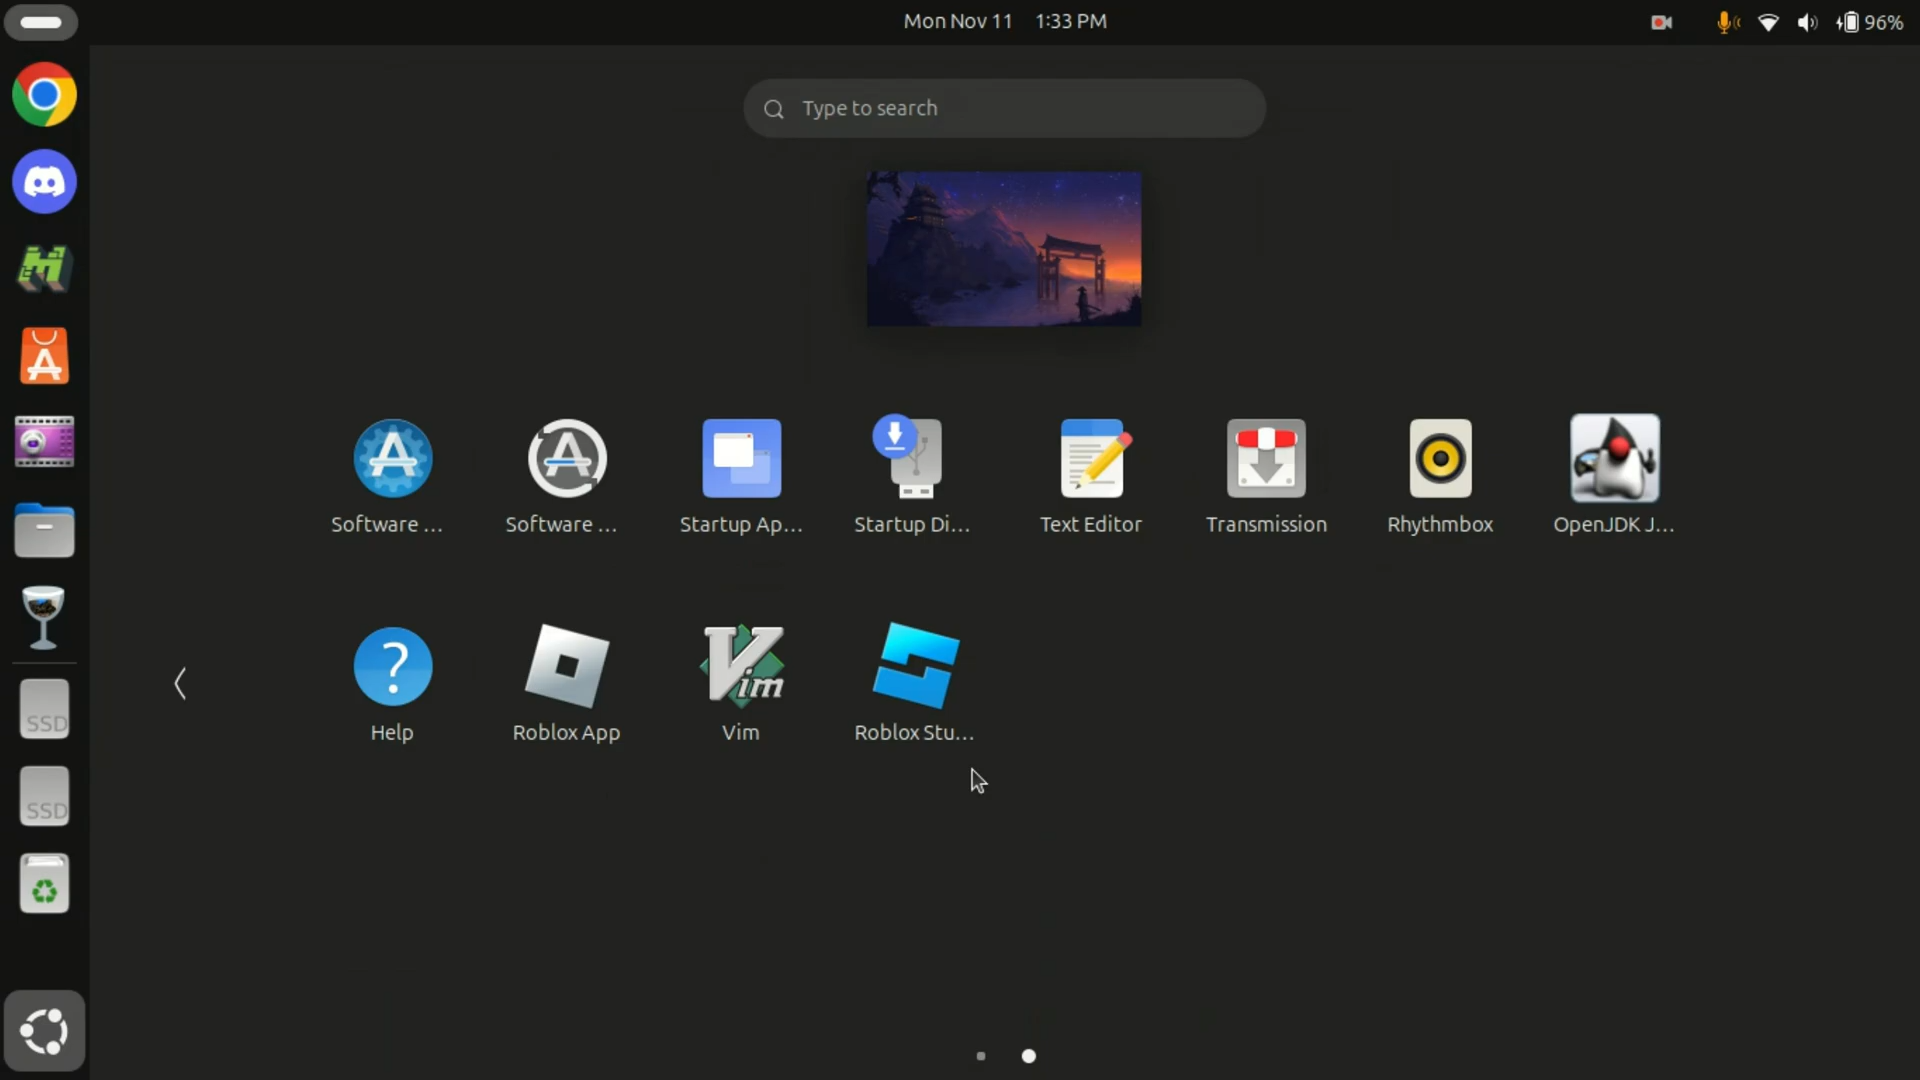 Mon Nov 11 1:33 PM
96%
Type to search
Software ...
Software ...
Startup Ap...
Startup Di...
Text Editor
Transmission
Rhythmbox
OpenJDK J...
Help
Roblox App
Vim
Roblox Stu...
SSD
SSD